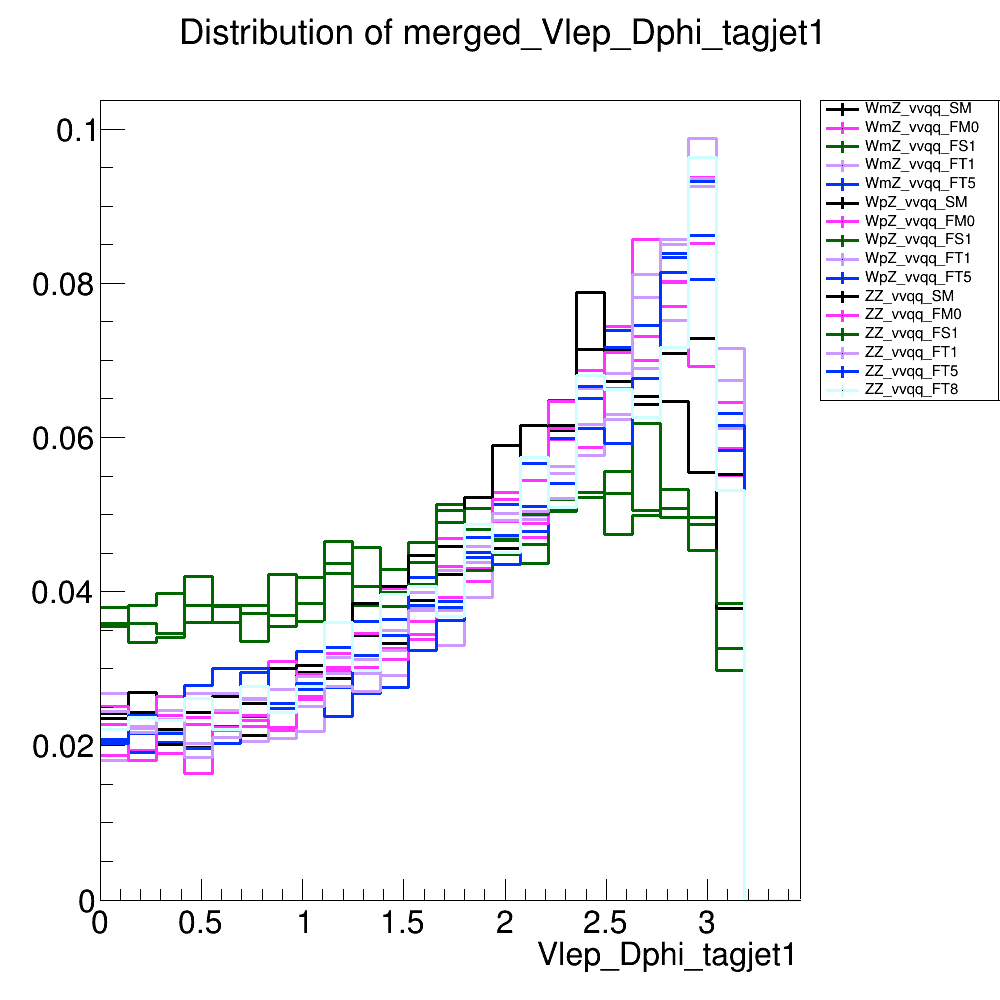 Distribution of merged_Vlep_Dphi_tagjet1
0.1
0.08
0.06
0.04
0.02
0
0 0.5 1 1.5 2 2.5 3
Vlep_Dphi_tagjet1
WmZ_vvqq_SM
WmZ_vvqq_FM0
WmZ_vvqq_FS1
WmZ_vvqq_FT1
WmZ_vvqq_FT5
WpZ_vvqq_SM
WpZ_vvqq_FM0
WpZ_vvqq_FS1
WpZ_vvqq_FT1
WpZ_vvqq_FT5
ZZ_vvqq_SM
ZZ_vvqq_FM0
ZZ_vvqq_FS1
ZZ_vvqq_FT1
ZZ_vvqq_FT5
ZZ_vvqq_FT8